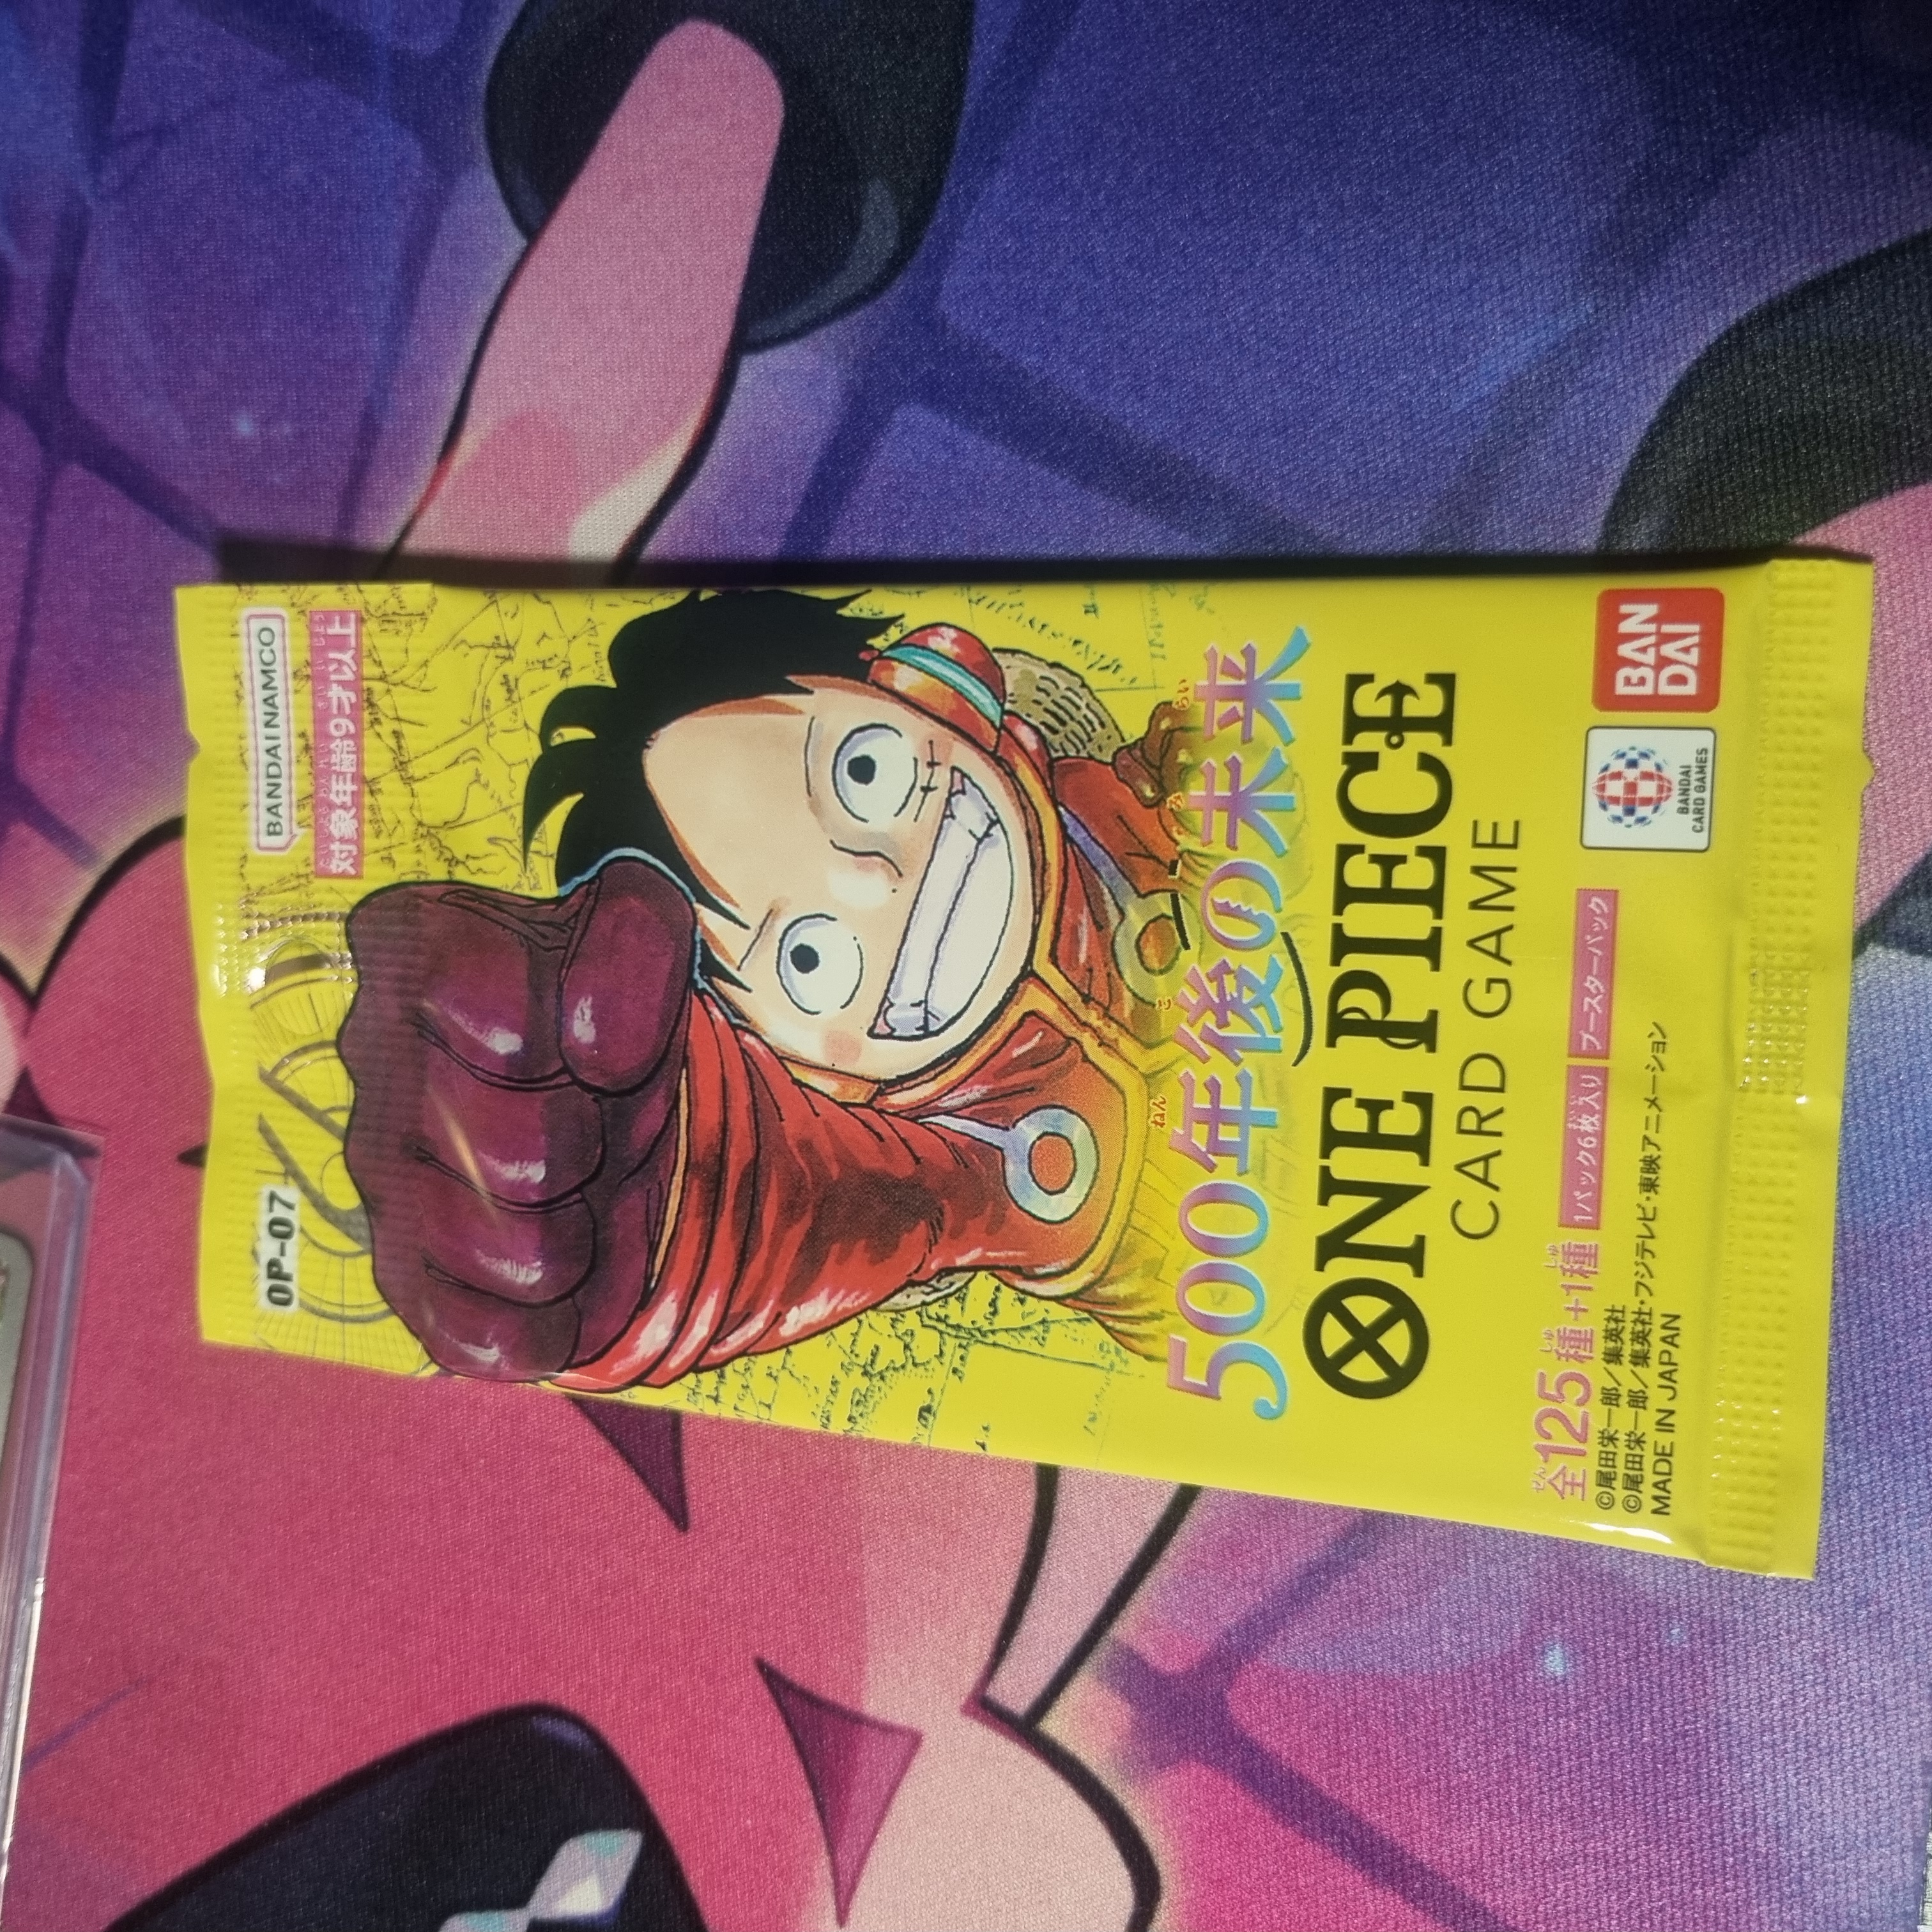 OP-07
BANDAI NAMCO
対象年齢9才以上
500年後の未来
ONE PIECE
CARD GAME
全125種+1種
1パック6枚入り ブースターパック
©尾田栄一郎/集英社
©尾田栄一郎/集英社・フジテレビ・東映アニメーション
MADE IN JAPAN
BANDAI
CARD GAMES
BAN
DAI